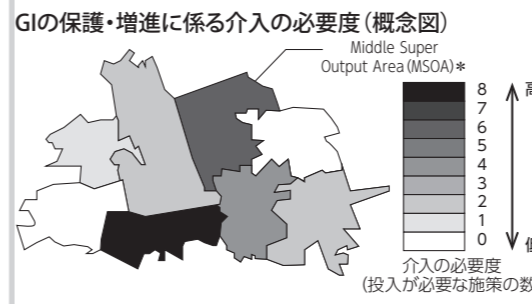 GIの保護・増進に係る介入の必要度（概念図）
Middle Super
Output Area（MSOA）＊
8
7
6
5
4
3
2
1
0
高
低
介入の必要度
（投入が必要な施策の数